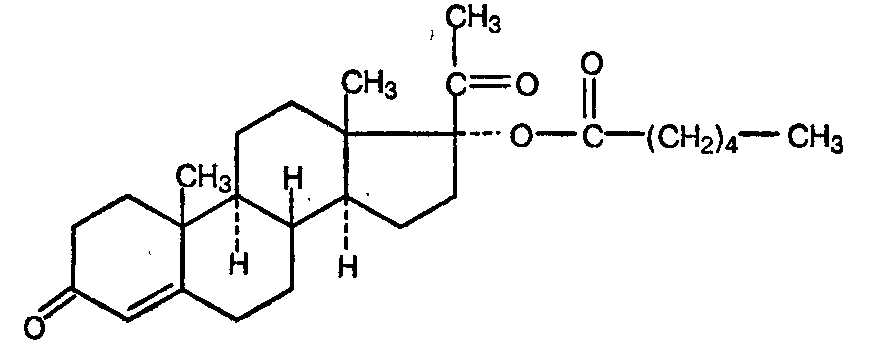 CH3
CH3 C=O O
O—C—(CH2)4—CH3
CH3 H
H H
O